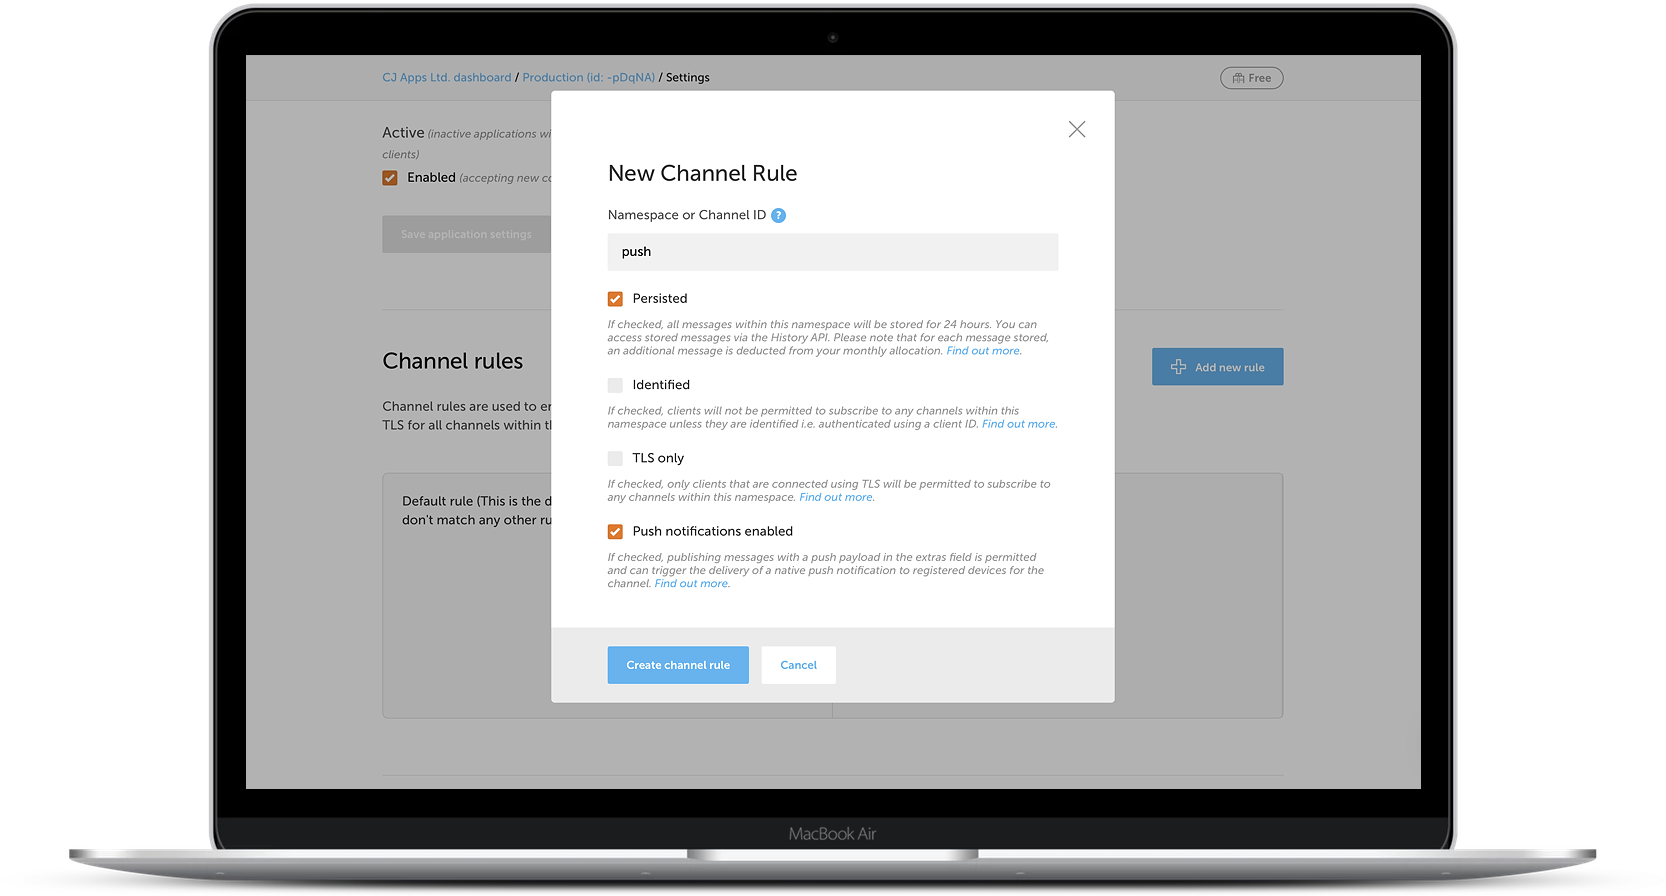 CJ Apps Ltd. dashboard / Production (id: -pDqNA) / Settings
Free
Active (inactive applications wi
clients)
Enabled (accepting new co
Save application settings
Channel rules
Add new rule
Channel rules are used to er
TLS for all channels within th
Default rule (This is the d
don't match any other ru
New Channel Rule
Namespace or Channel ID ?
push
Persisted
If checked, all messages within this namespace will be stored for 24 hours. You can
access stored messages via the History API. Please note that for each message stored,
an additional message is deducted from your monthly allocation. Find out more.
Identified
If checked, clients will not be permitted to subscribe to any channels within this
namespace unless they are identified i.e. authenticated using a client ID. Find out more.
TLS only
If checked, only clients that are connected using TLS will be permitted to subscribe to
any channels within this namespace. Find out more.
Push notifications enabled
If checked, publishing messages with a push payload in the extras field is permitted
and can trigger the delivery of a native push notification to registered devices for the
channel. Find out more.
Create channel rule
Cancel
MacBook Air